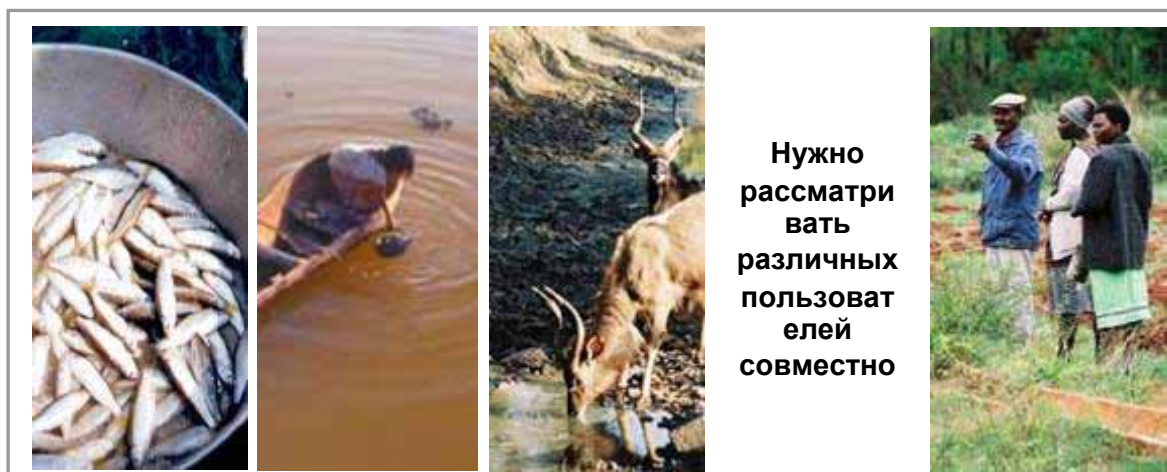 Нужно
рассматри
вать
различных
пользоват
елей
совместно